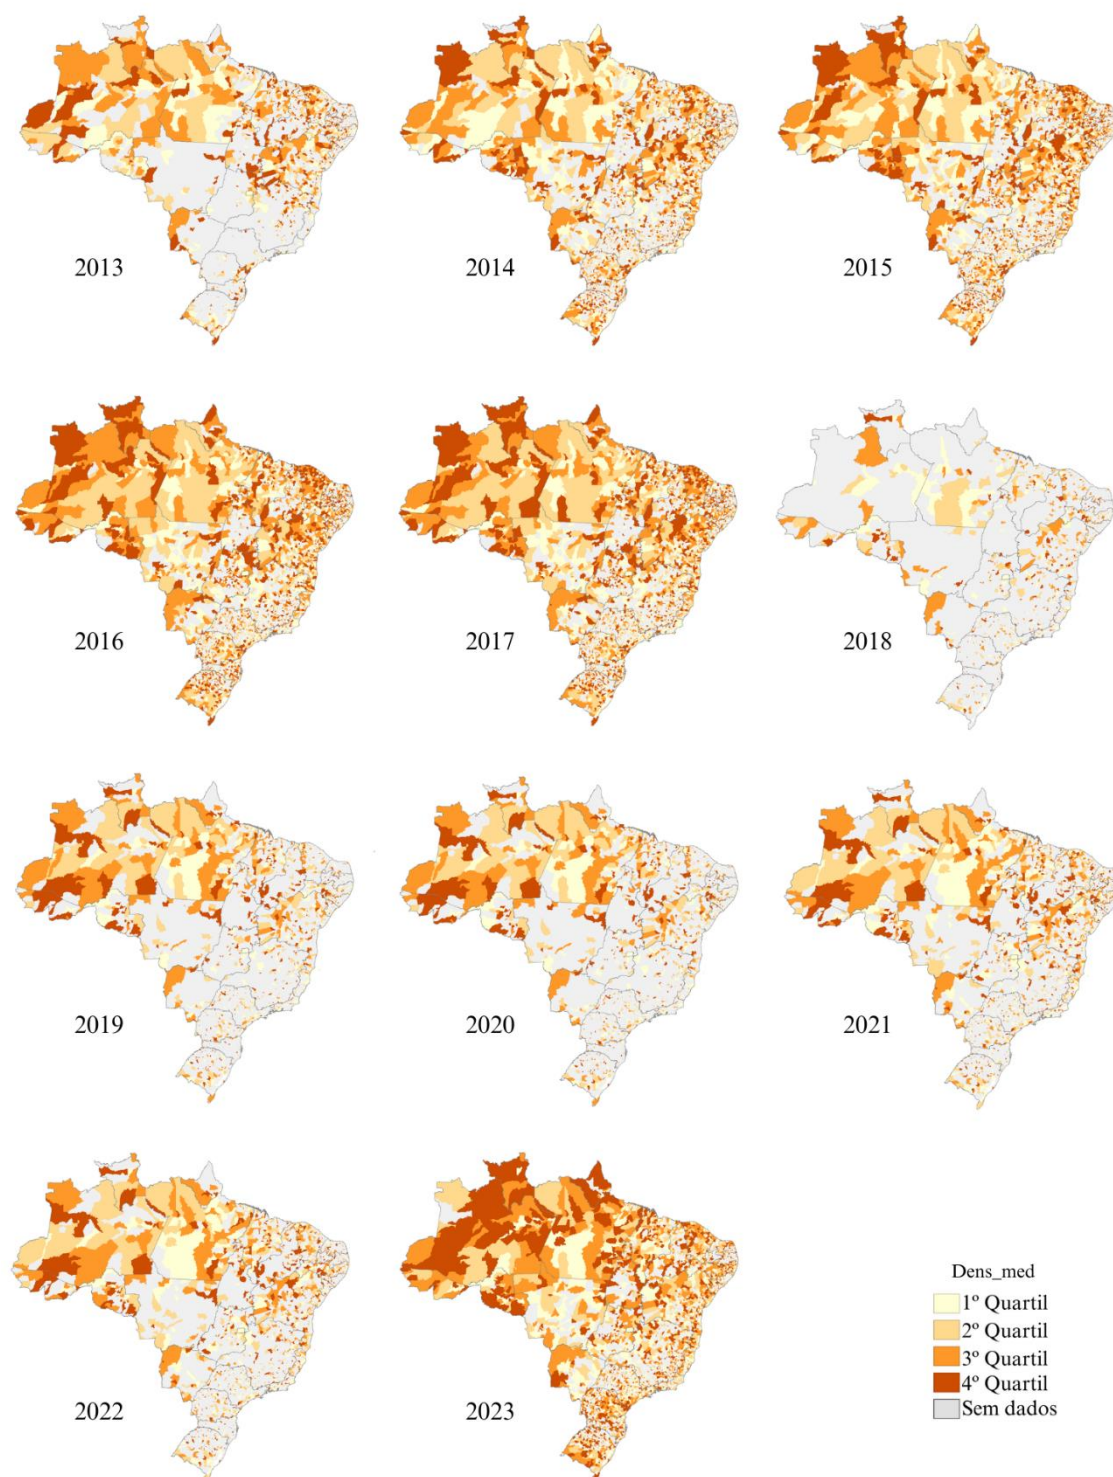 2013
2014
2015
2016
2017
2018
2019
2020
2021
2022
2023
Dens_med
1º Quartil
2º Quartil
3º Quartil
4º Quartil
Sem dados